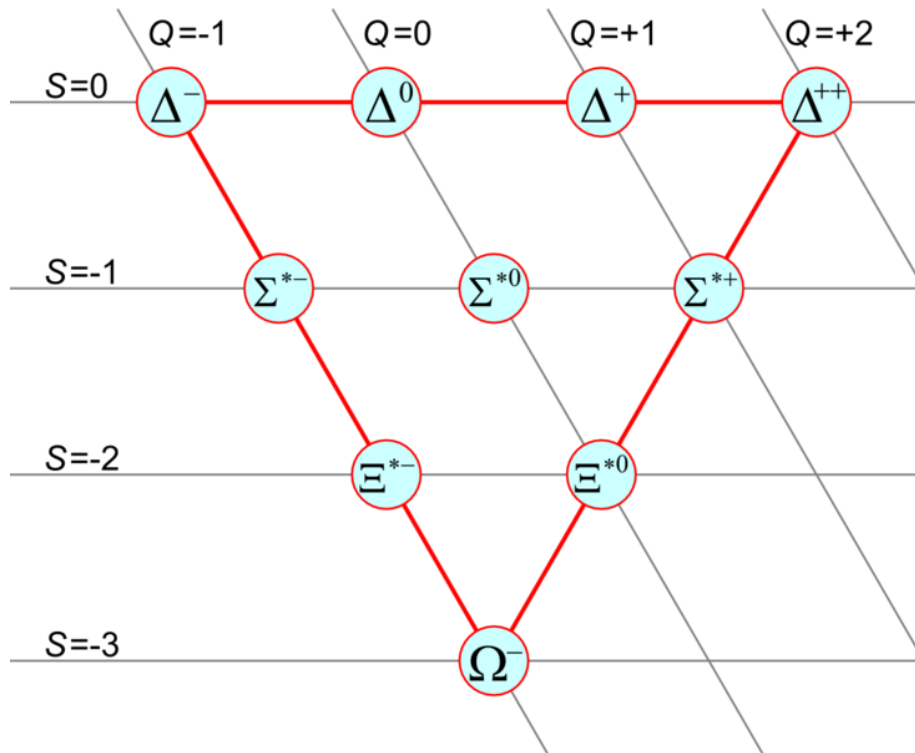 Q=-1 Q=0 Q=+1 Q=+2
S=0 Δ⁻ Δ⁰ Δ⁺ Δ⁺⁺
S=-1 Σ*⁻ Σ*⁰ Σ*⁺
S=-2 Ξ*⁻ Ξ*⁰
S=-3 Ω⁻